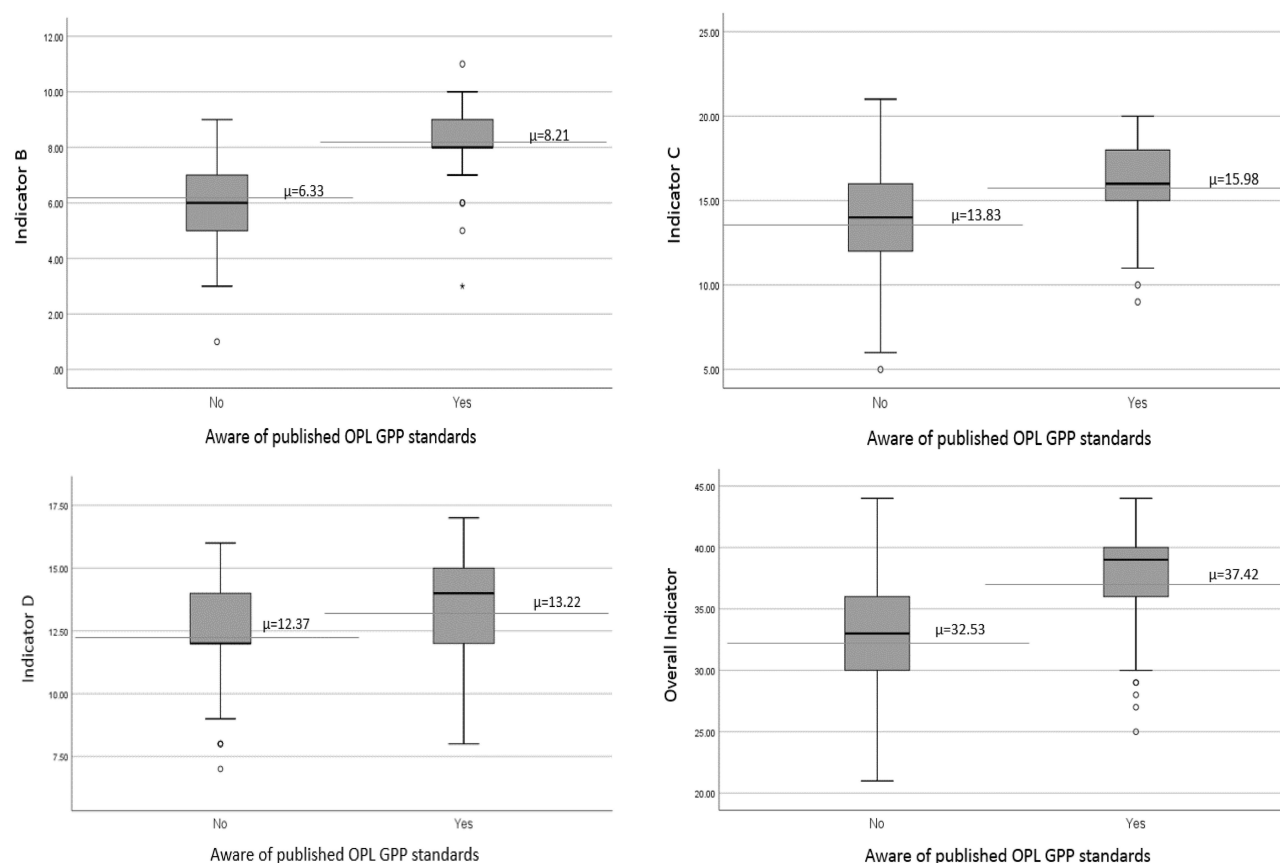 12.00
10.00
8.00
6.00
4.00
2.00
.00
Indicator B
μ=6.33
μ=8.21
No Yes
Aware of published OPL GPP standards
25.00
20.00
15.00
10.00
5.00
Indicator C
μ=13.83
μ=15.98
No Yes
Aware of published OPL GPP standards
17.50
15.00
12.50
10.00
7.50
Indicator D
μ=12.37
μ=13.22
No Yes
Aware of published OPL GPP standards
45.00
40.00
35.00
30.00
25.00
20.00
Overall Indicator
μ=32.53
μ=37.42
No Yes
Aware of published OPL GPP standards